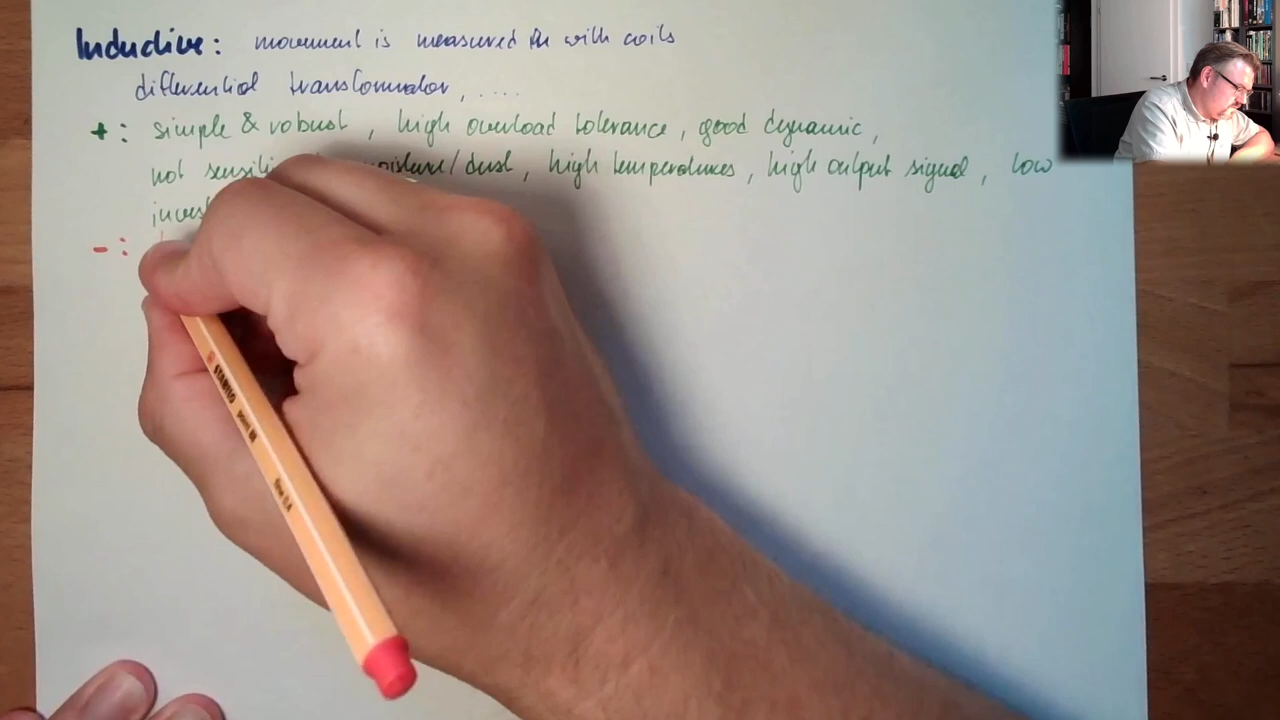 Inductive: movement is measured with coils
differential transformator, ....
+: simple & robust, high overload tolerance, good dynamic,
not moisture/dust, high temperatures, high output signal, low
-:
STABILO